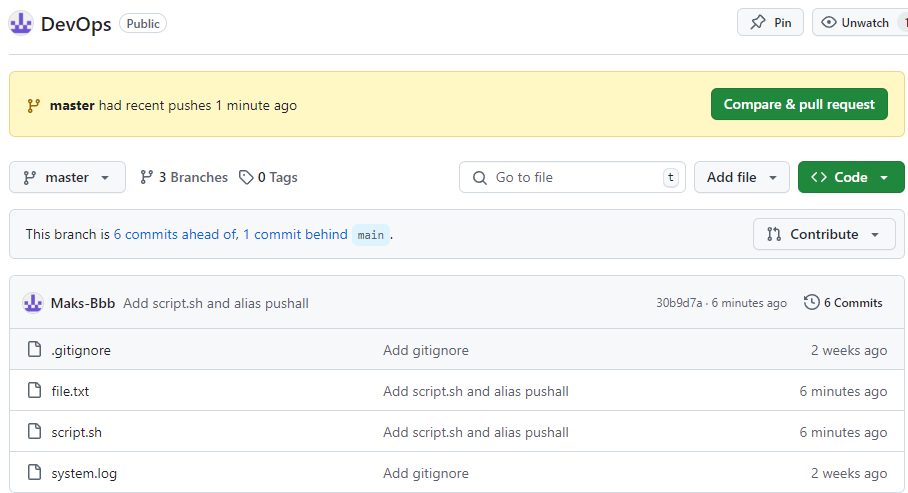 DevOps Public Pin Unwatch 1
master had recent pushes 1 minute ago Compare & pull request
master 3 Branches 0 Tags Go to file t Add file Code
This branch is 6 commits ahead of, 1 commit behind main. Contribute
Maks-Bbb Add script.sh and alias pushall 30b9d7a · 6 minutes ago 6 Commits
.gitignore Add gitignore 2 weeks ago
file.txt Add script.sh and alias pushall 6 minutes ago
script.sh Add script.sh and alias pushall 6 minutes ago
system.log Add gitignore 2 weeks ago